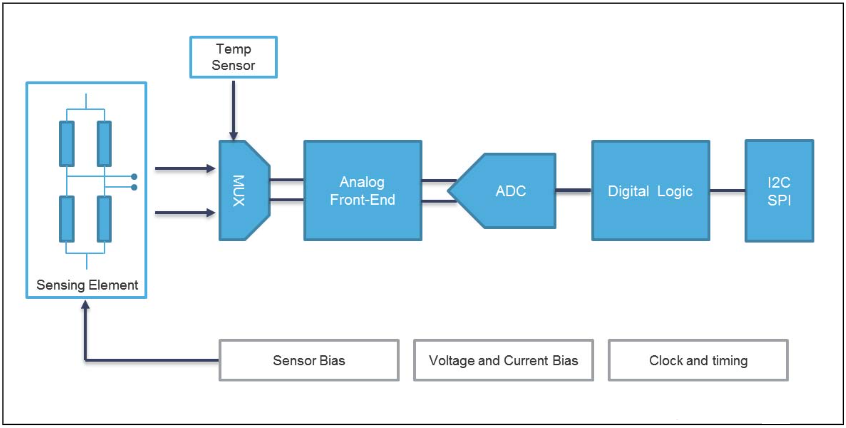 Temp
Sensor
MUX
Analog
Front-End
ADC
Digital Logic
I2C
SPI
Sensing Element
Sensor Bias
Voltage and Current Bias
Clock and timing